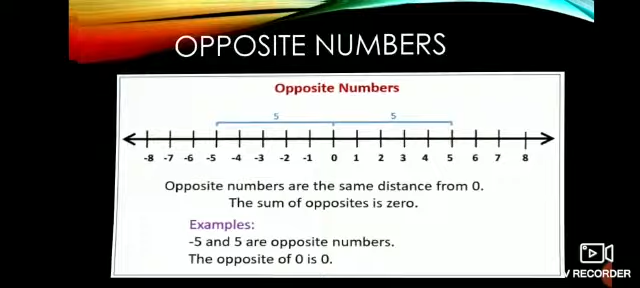 OPPOSITE NUMBERS
Opposite Numbers
5 5
-8 -7 -6 -5 -4 -3 -2 -1 0 1 2 3 4 5 6 7 8
Opposite numbers are the same distance from 0.
The sum of opposites is zero.
Examples:
-5 and 5 are opposite numbers.
The opposite of 0 is 0.
V RECORDER